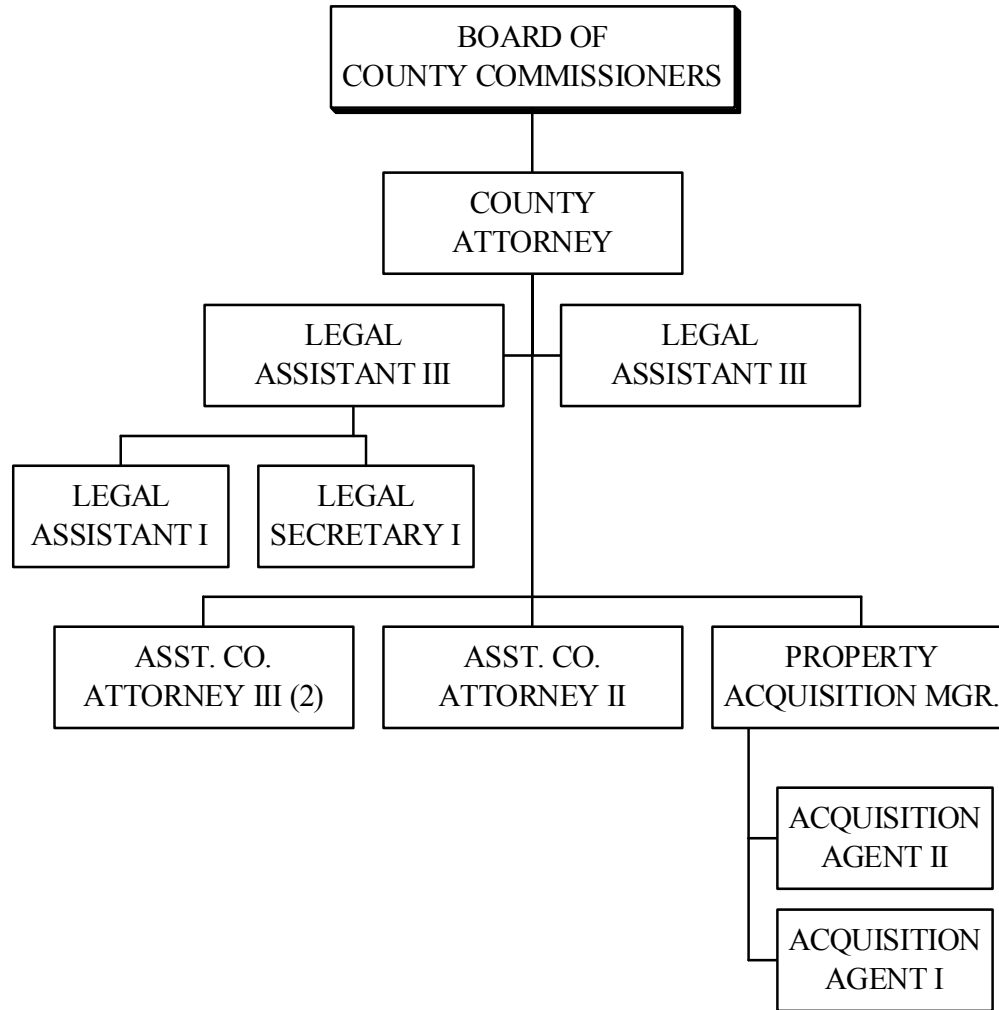 BOARD OF
COUNTY COMMISSIONERS
COUNTY
ATTORNEY
LEGAL
ASSISTANT III
LEGAL
ASSISTANT III
LEGAL
ASSISTANT I
LEGAL
SECRETARY I
ASST. CO.
ATTORNEY III (2)
ASST. CO.
ATTORNEY II
PROPERTY
ACQUISITION MGR.
ACQUISITION
AGENT II
ACQUISITION
AGENT I